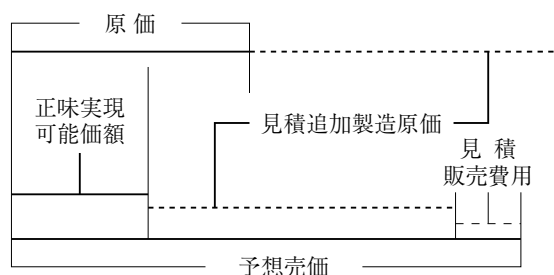 原価
正味実現
可能価額
見積追加製造原価
見積
販売費用
予想売価